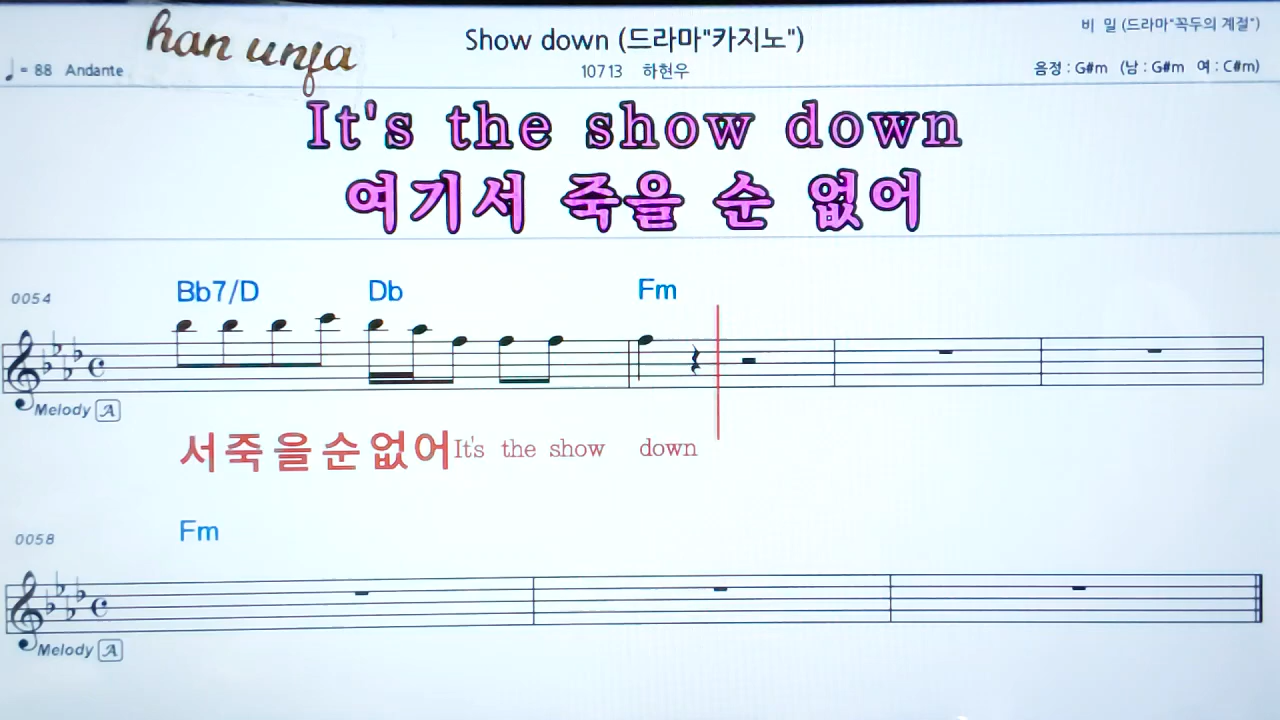 han unfa
Show down (드라마"카지노")
비 밀 (드라마"꼭두의 계절")
♩= 88 Andante
10713 하현우
음정 : G#m (남 : G#m 여 : C#m)
It's the show down
여기서 죽을 순 없어
0054 Bb7/D Db Fm
Melody A
서죽을순없어It's the show down
0058 Fm
Melody A